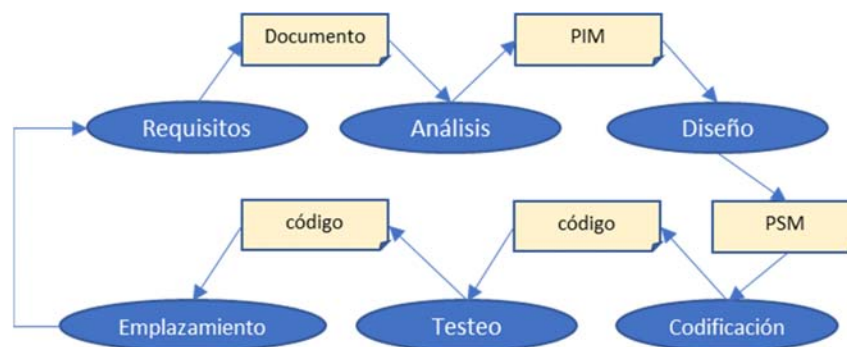 Documento
PIM
Requisitos
Análisis
Diseño
código
código
PSM
Emplazamiento
Testeo
Codificación